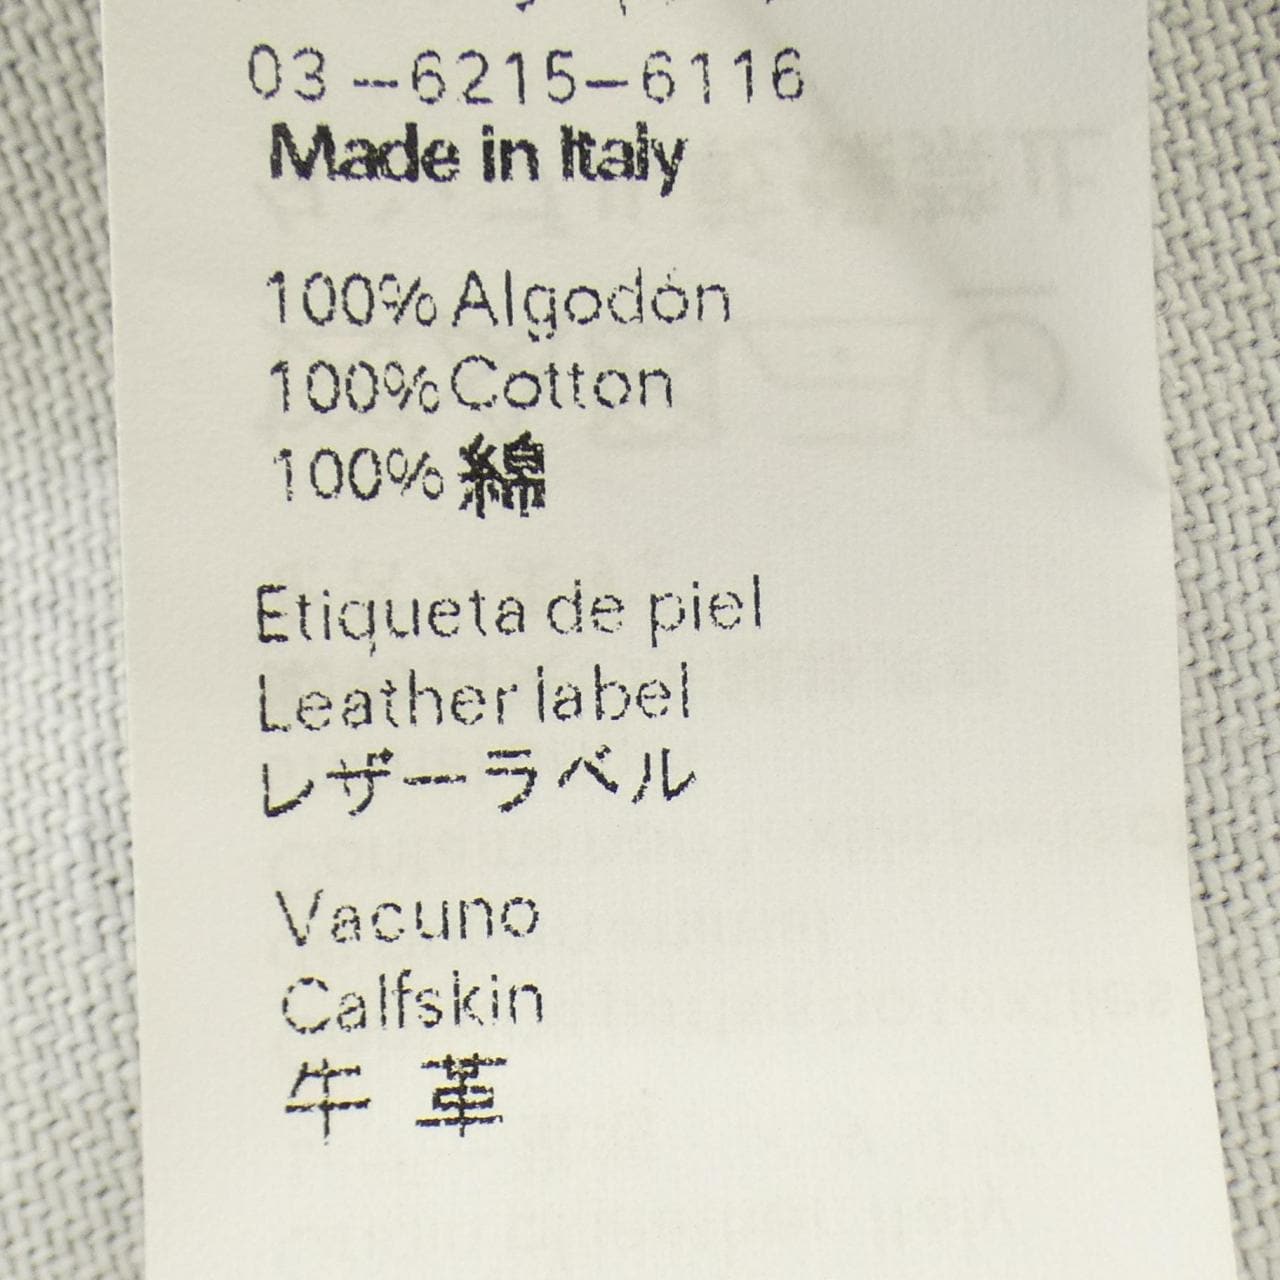 03-6215-6116
Made in Italy
100% Algodón
100% Cotton
100% 綿
Etiqueta de piel
Leather label
レザーラベル
Vacuno
Calfskin
牛 革